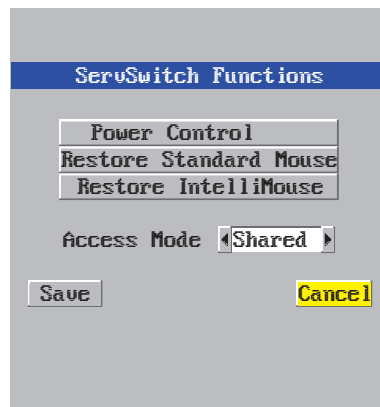 ServSwitch Functions
Power Control
Restore Standard Mouse
Restore IntelliMouse
Access Mode Shared
Save Cancel